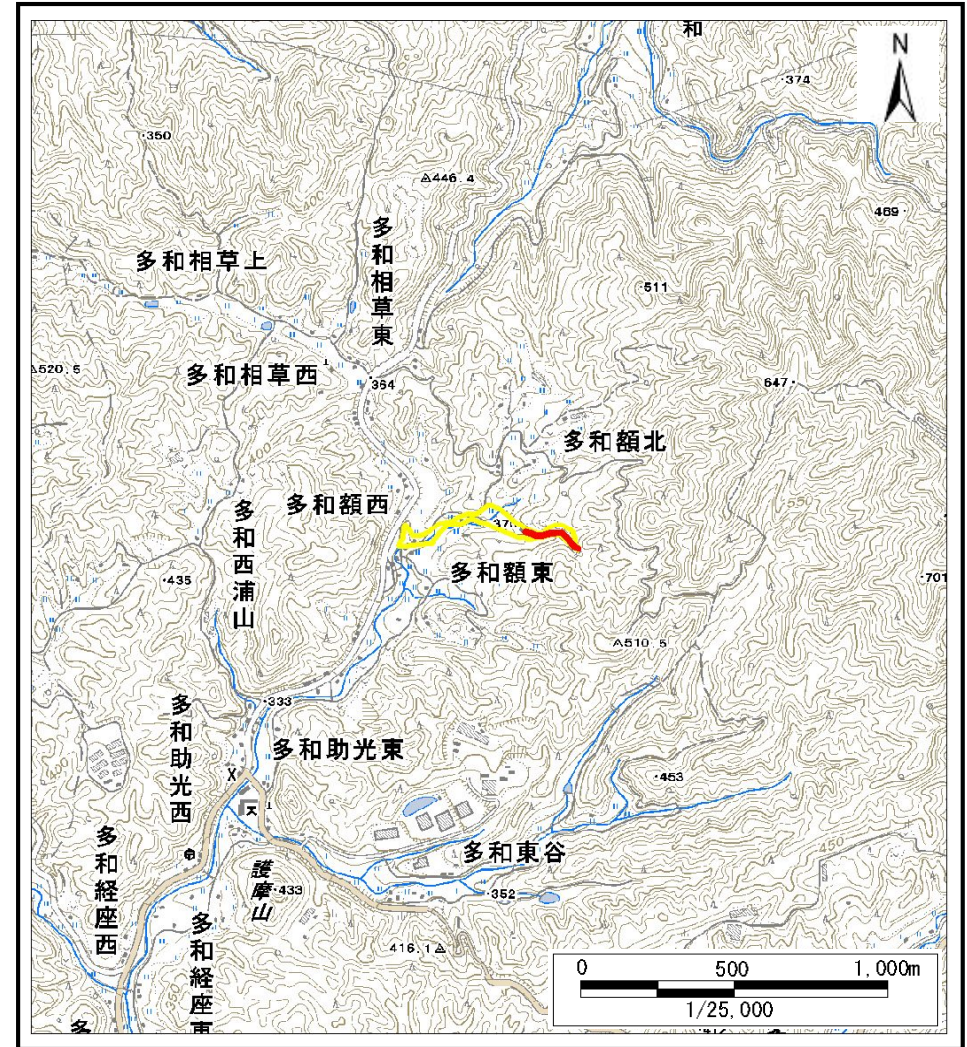 和
N
・374
・350
△446.4
469・
多和相草東
多和相草上
・511
△520.5
多和相草西
・364
647・
多和額北
多和額西
多和西浦山
多和額東
・435
・701
△510.5
・333
多和助光西
多和助光東
・453
多和東谷
多和経座西
護摩山
・433
・352
450
416.1△
多和経座東
多
0 500 1,000m
1/25,000